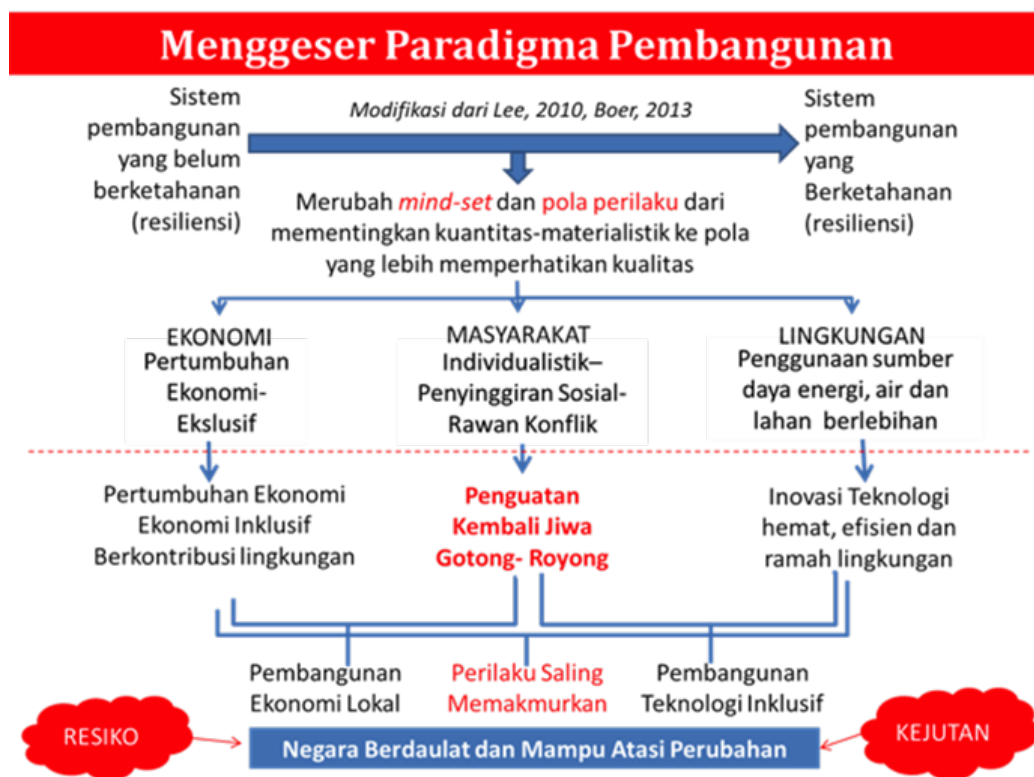 Menggeser Paradigma Pembangunan
Sistem
pembangunan
yang belum
berketahanan
(resiliensi)
Modifikasi dari Lee, 2010, Boer, 2013
Sistem
pembangunan
yang
Berketahanan
(resiliensi)
Merubah mind-set dan pola perilaku dari
mementingkan kuantitas-materialistik ke pola
yang lebih memperhatikan kualitas
EKONOMI
Pertumbuhan
Ekonomi-
Ekslusif
MASYARAKAT
Individualistik–
Penyinggiran Sosial-
Rawan Konflik
LINGKUNGAN
Penggunaan sumber
daya energi, air dan
lahan berlebihan
Pertumbuhan Ekonomi
Ekonomi Inklusif
Berkontribusi lingkungan
Penguatan
Kembali Jiwa
Gotong- Royong
Inovasi Teknologi
hemat, efisien dan
ramah lingkungan
Pembangunan
Ekonomi Lokal
Perilaku Saling
Memakmurkan
Pembangunan
Teknologi Inklusif
RESIKO
Negara Berdaulat dan Mampu Atasi Perubahan
KEJUTAN